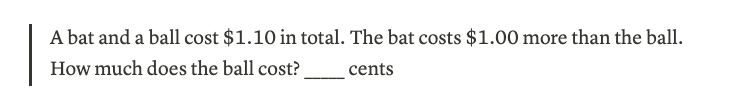 A bat and a ball cost $1.10 in total. The bat costs $1.00 more than the ball.
How much does the ball cost? _____ cents